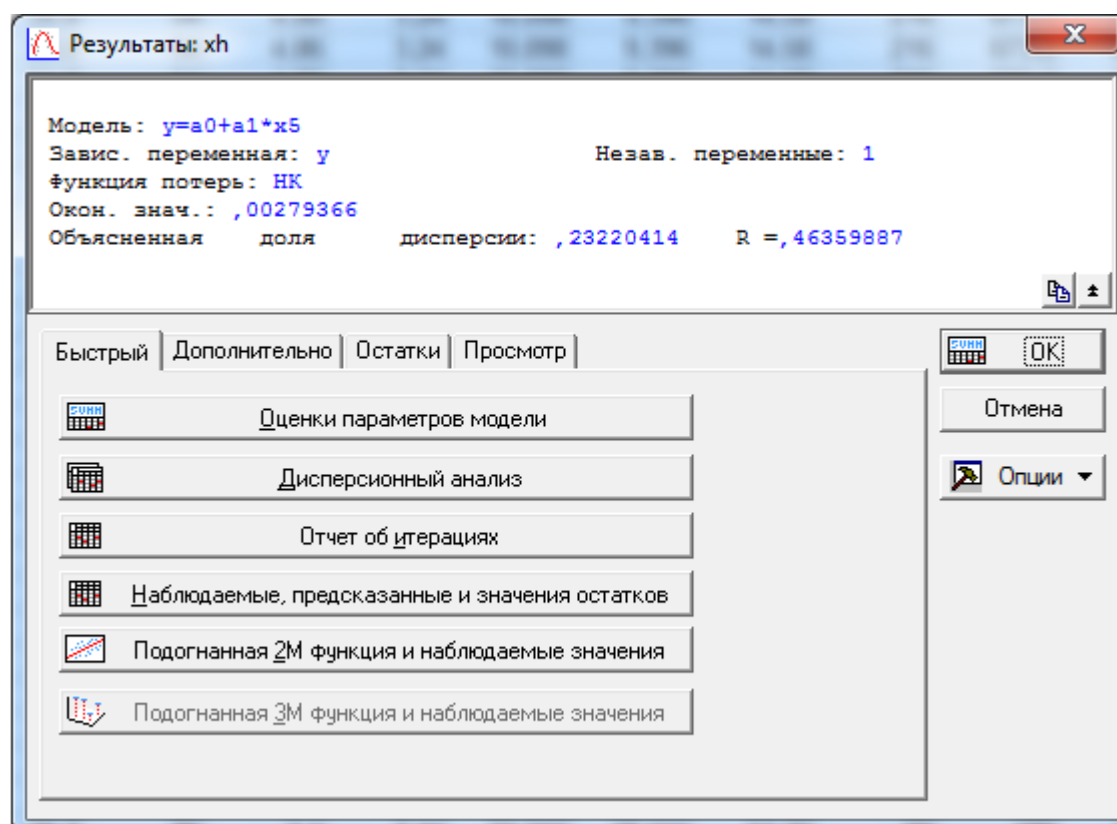 Результаты: xh
Модель: y=a0+a1*x5
Завис. переменная: y Незав. переменные: 1
Функция потерь: НК
Окон. знач.: ,00279366
Объясненная доля дисперсии: ,23220414 R =,46359887
Быстрый Дополнительно Остатки Просмотр
OK
Оценки параметров модели
Отмена
Дисперсионный анализ
Опции
Отчет об итерациях
Наблюдаемые, предсказанные и значения остатков
Подогнанная 2М функция и наблюдаемые значения
Подогнанная 3М функция и наблюдаемые значения